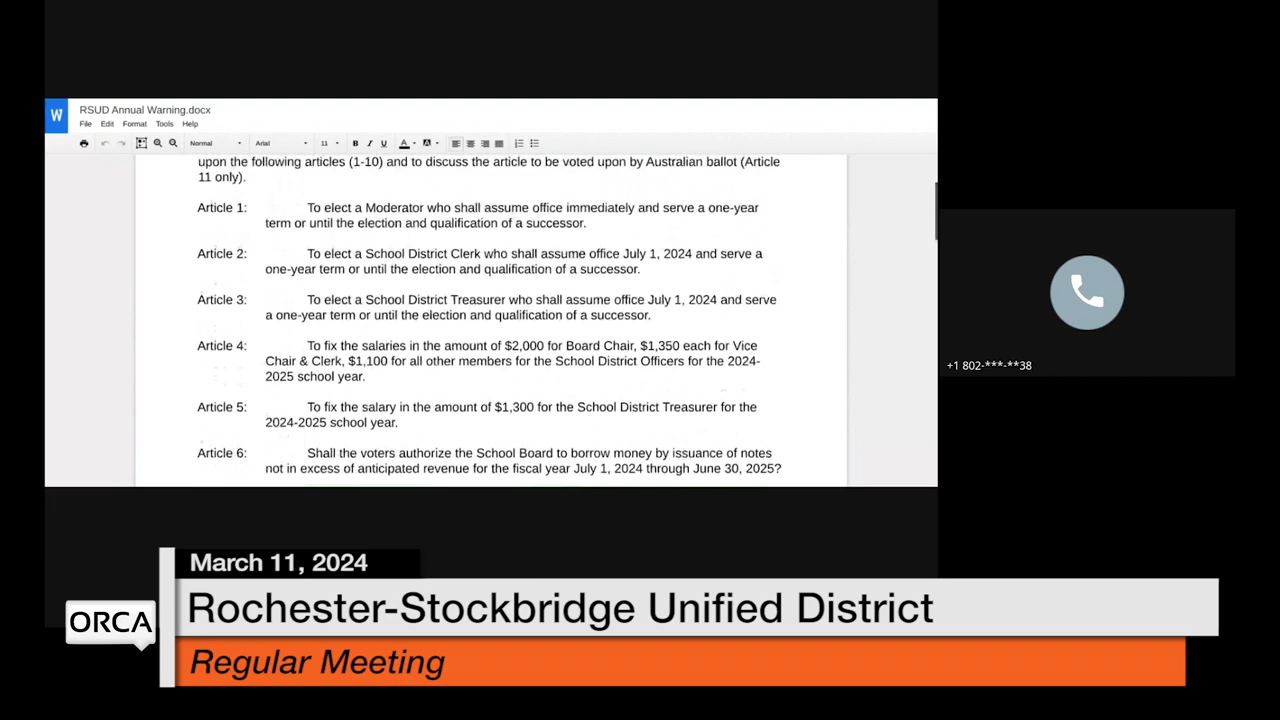 RSUD Annual Warning.docx
File Edit Format Tools Help
Normal Arial 11 B I U A A
upon the following articles (1-10) and to discuss the article to be voted upon by Australian ballot (Article
11 only).
Article 1: To elect a Moderator who shall assume office immediately and serve a one-year
term or until the election and qualification of a successor.
Article 2: To elect a School District Clerk who shall assume office July 1, 2024 and serve a
one-year term or until the election and qualification of a successor.
Article 3: To elect a School District Treasurer who shall assume office July 1, 2024 and serve
a one-year term or until the election and qualification of a successor.
Article 4: To fix the salaries in the amount of $2,000 for Board Chair, $1,350 each for Vice
Chair & Clerk, $1,100 for all other members for the School District Officers for the 2024-
2025 school year.
Article 5: To fix the salary in the amount of $1,300 for the School District Treasurer for the
2024-2025 school year.
Article 6: Shall the voters authorize the School Board to borrow money by issuance of notes
not in excess of anticipated revenue for the fiscal year July 1, 2024 through June 30, 2025?
+1 802-***-**38
March 11, 2024
Rochester-Stockbridge Unified District
ORCA
Regular Meeting